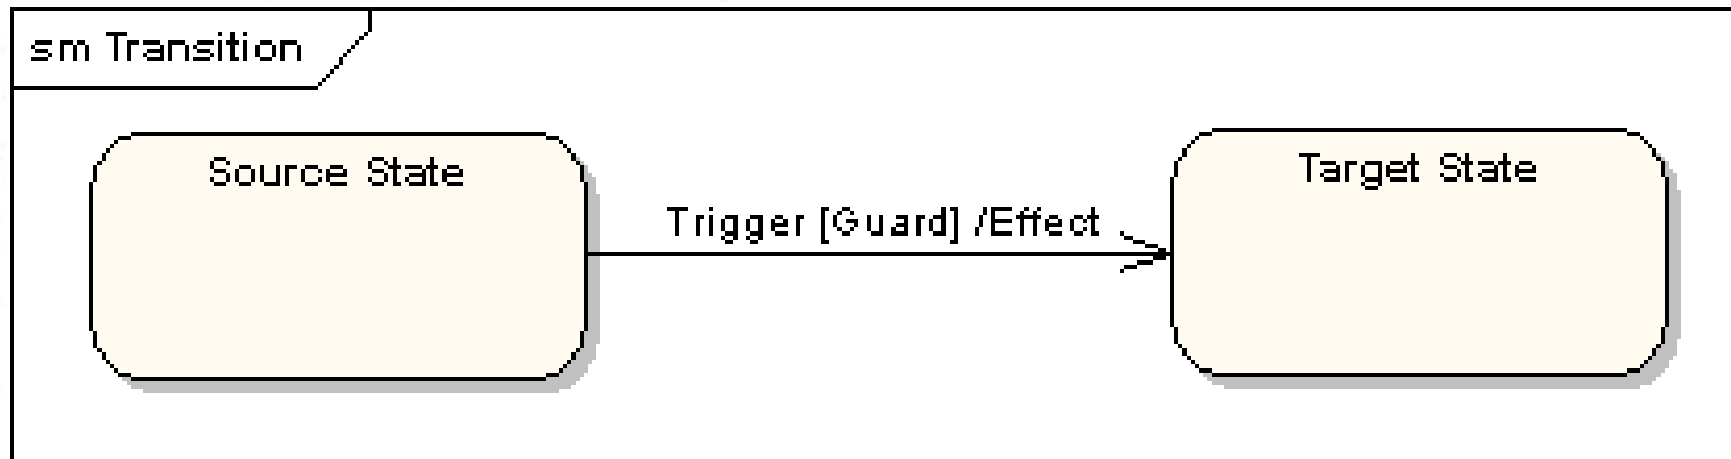 sm Transition
Source State
Target State
Trigger [Guard] /Effect